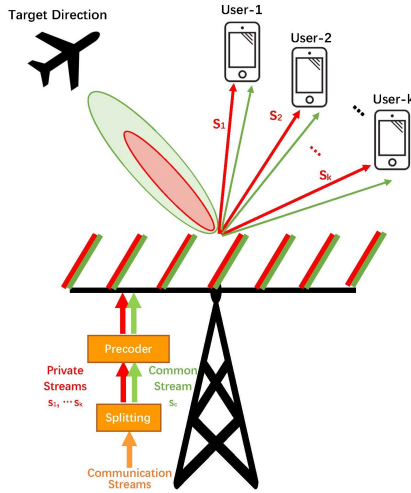 Target Direction
User-1
User-2
User-k
S₁
S₂
Sₖ
Precoder
Private
Streams
s₁, ⋯ sₖ
Common
Stream
s꜀
Splitting
Communication
Streams